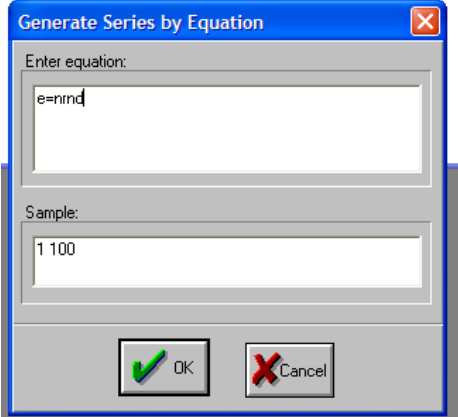 Generate Series by Equation
Enter equation:
e=nrnd
Sample:
1 100
OK
Cancel